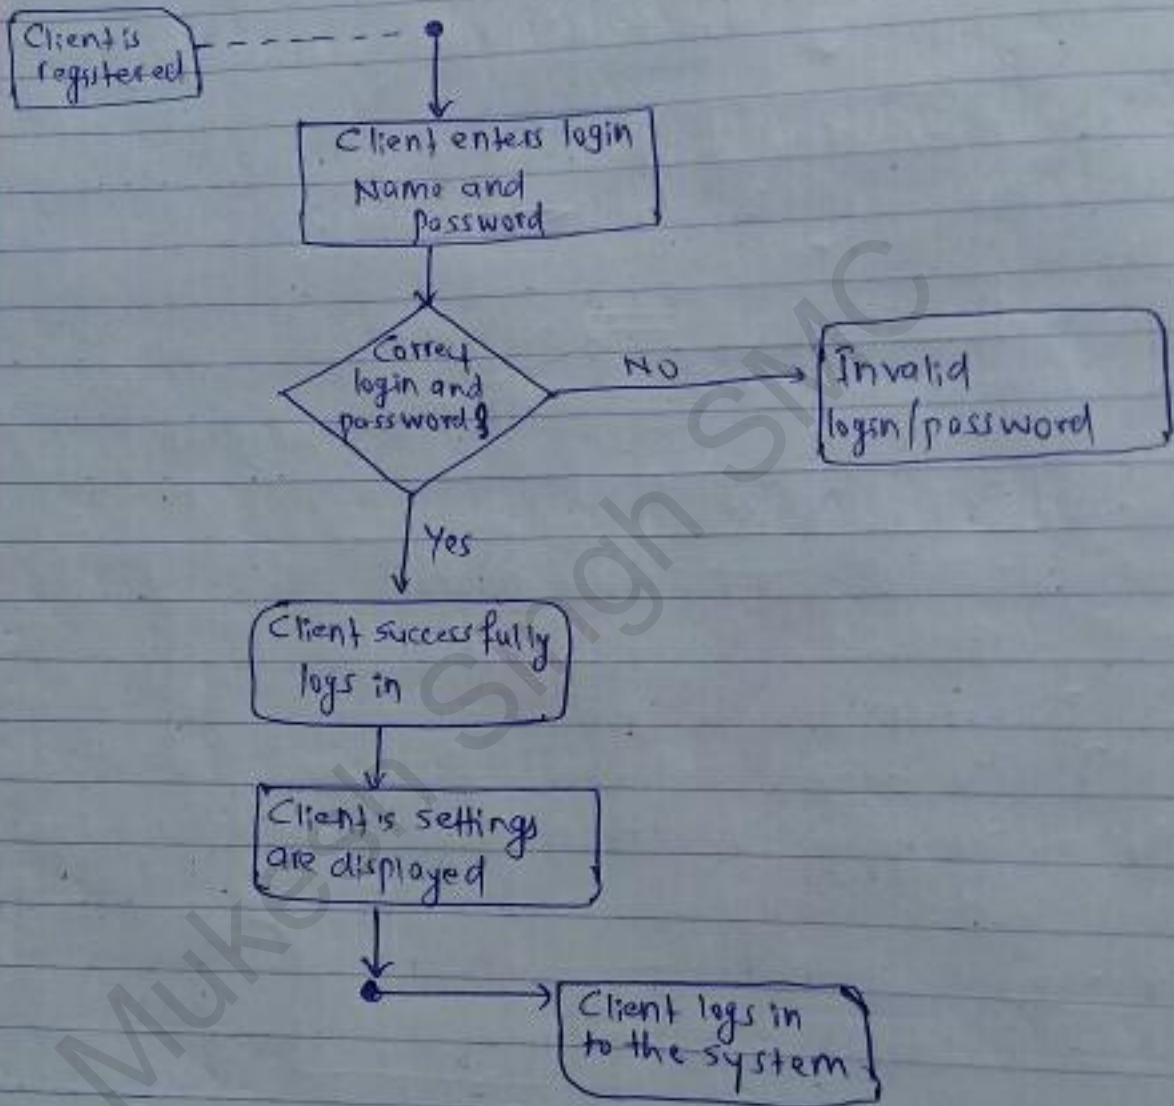 Client is
registered
Client enters login
Name and
password
Correct
login and
password?
NO
Invalid
login/password
Yes
Client successfully
logs in
Client's settings
are displayed
Client logs in
to the system
Mukesh Singh SMC